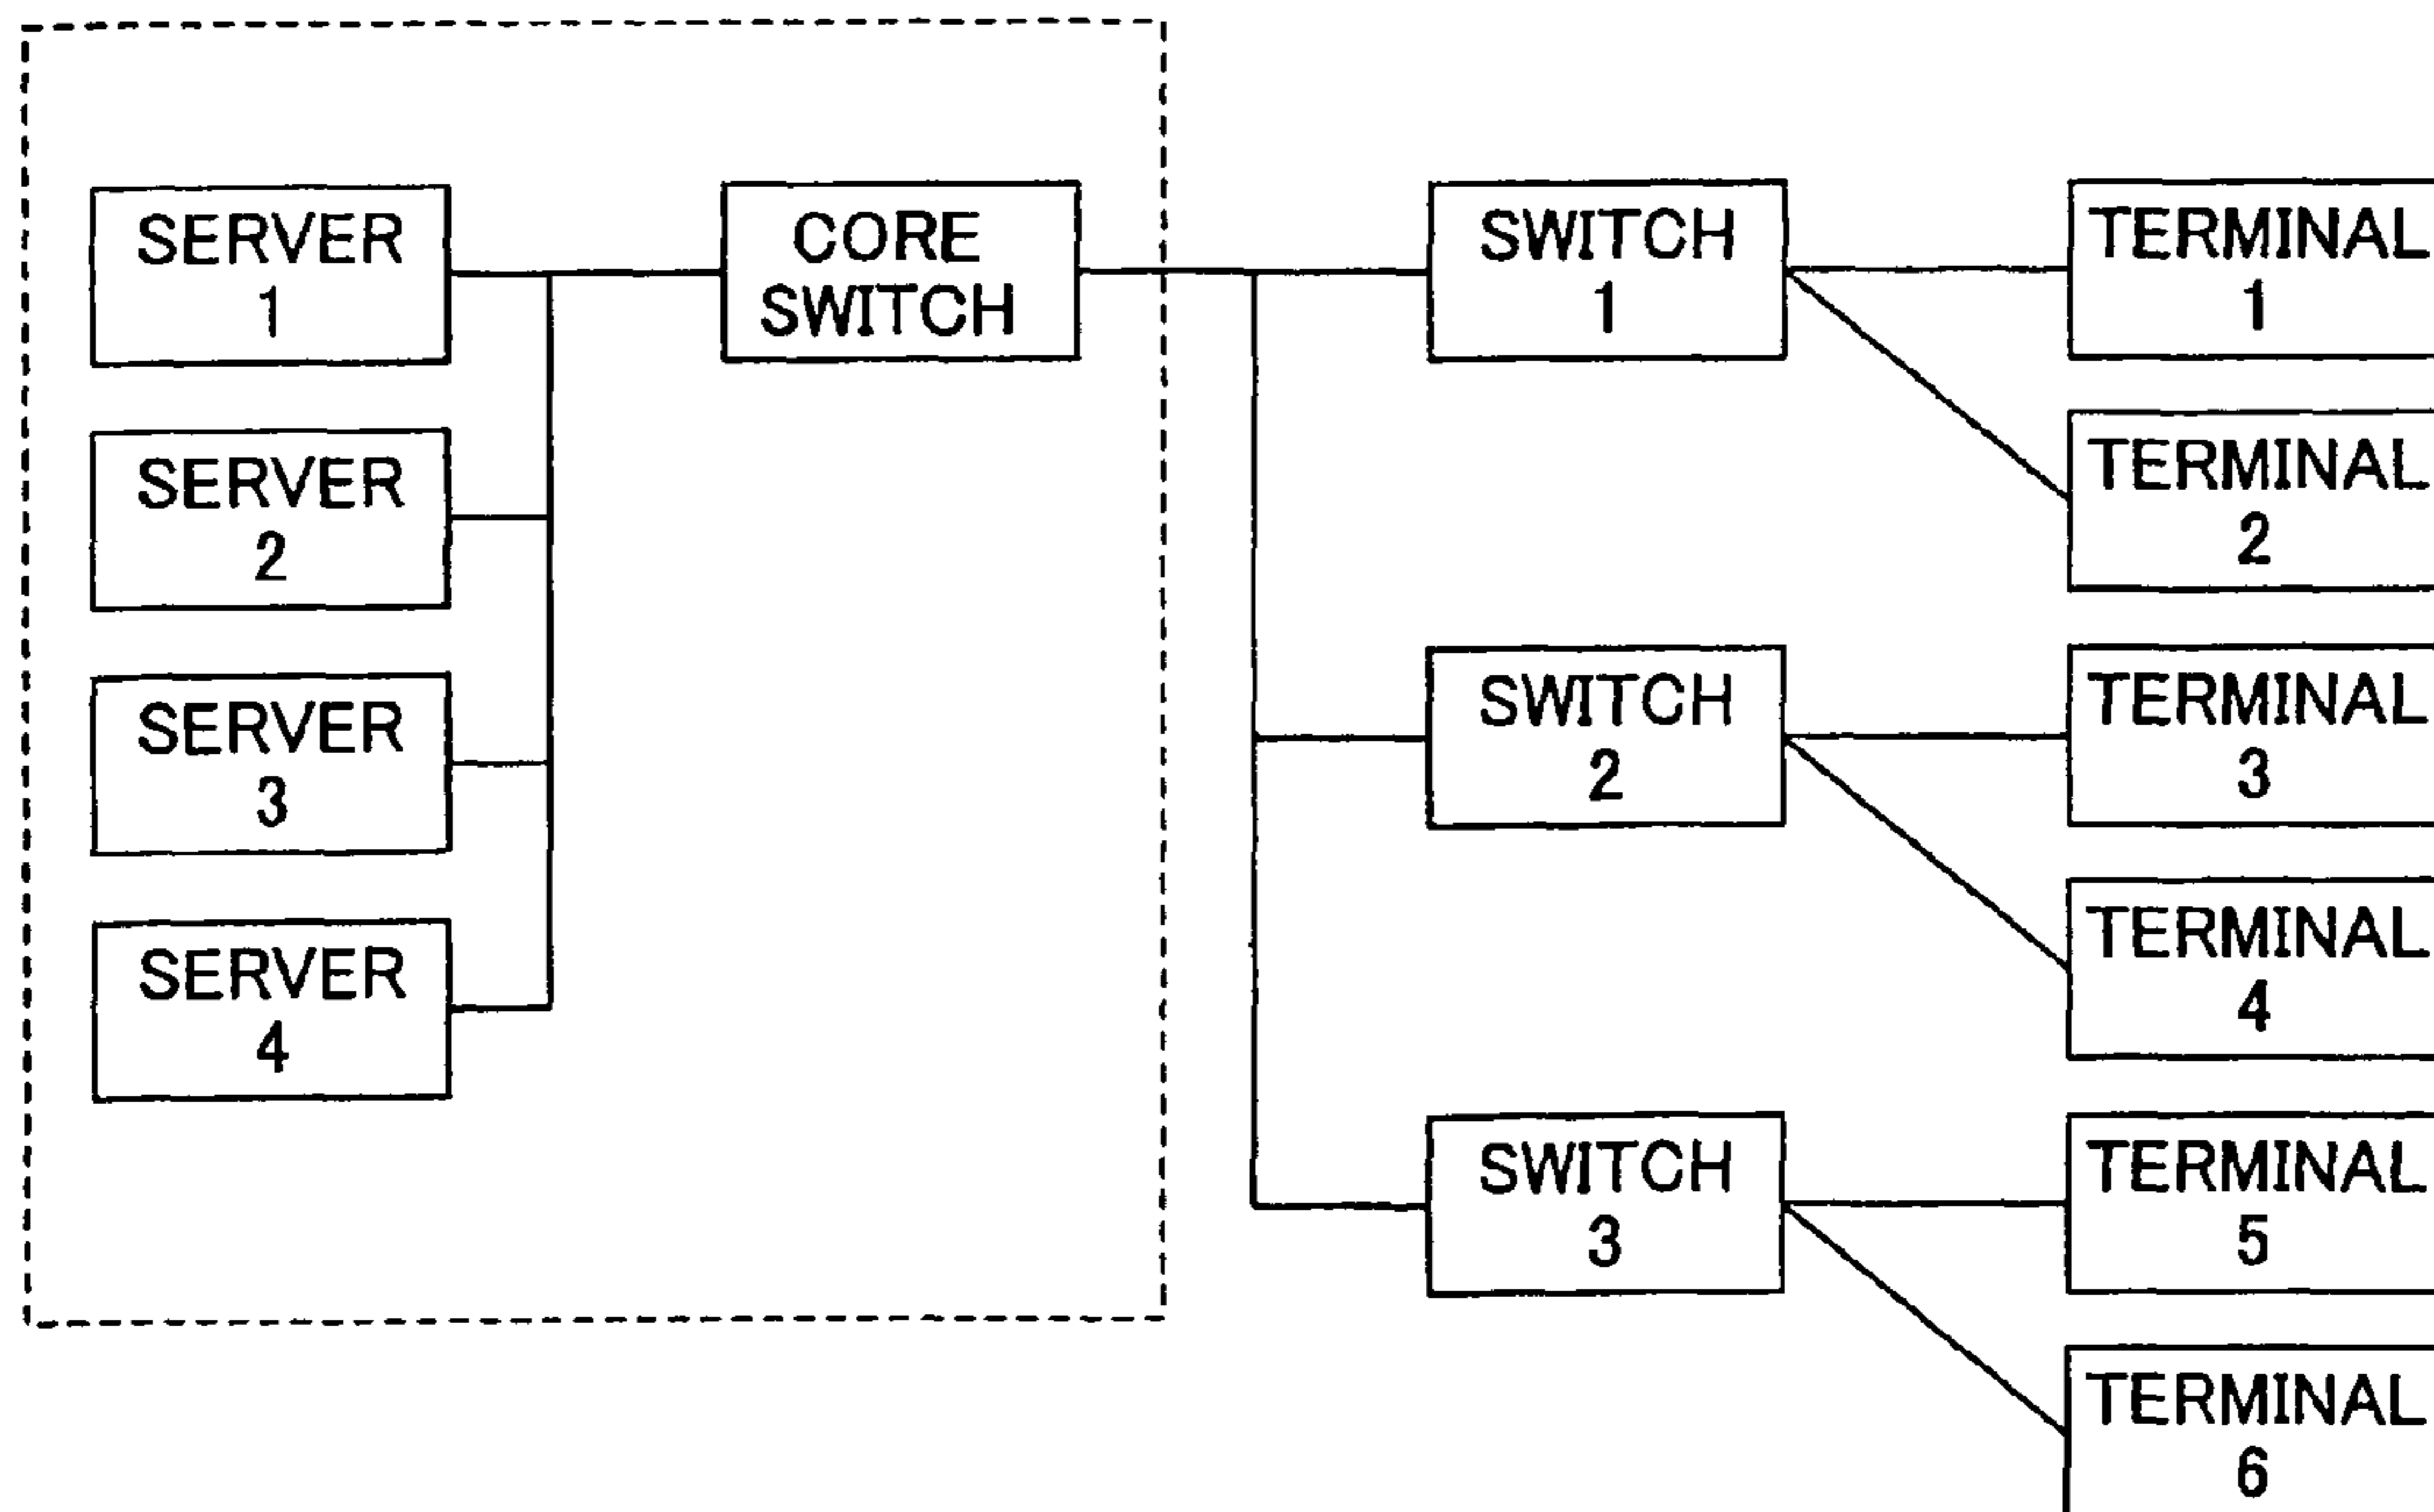 SERVER
1
CORE
SWITCH
SWITCH
1
TERMINAL
1
SERVER
2
TERMINAL
2
SERVER
3
SWITCH
2
TERMINAL
3
SERVER
4
TERMINAL
4
SWITCH
3
TERMINAL
5
TERMINAL
6